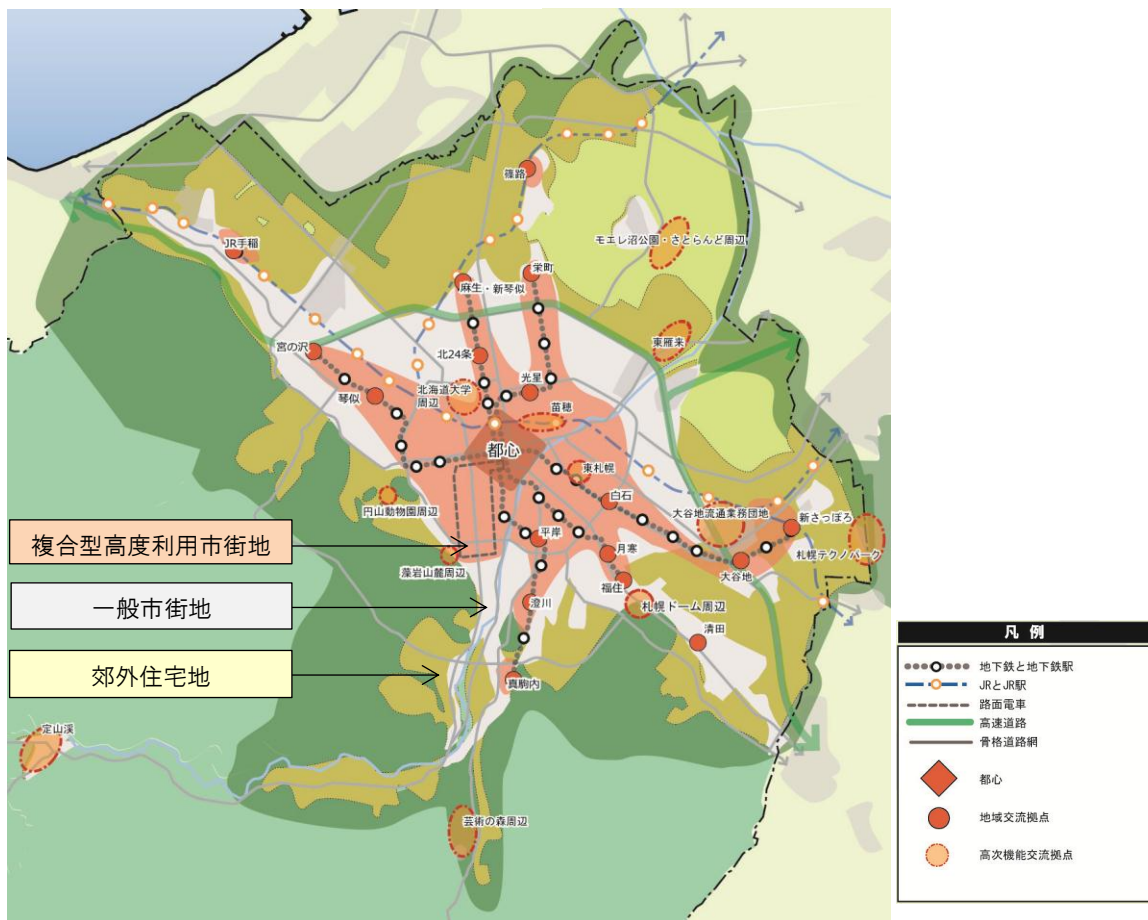 篠路
モエレ沼公園・さとらんど周辺
JR手稲
栄町
麻生・新琴似
東雁来
宮の沢
北24条
光星
北海道大学
周辺
琴似
苗穂
都心
東札幌
白石
大谷地流通業務団地
新さっぽろ
円山動物園周辺
平岸
月寒
札幌テクノパーク
複合型高度利用市街地
藻岩山麓周辺
大谷地
福住
一般市街地
澄川
札幌ドーム周辺
清田
郊外住宅地
真駒内
定山渓
芸術の森周辺
凡例
地下鉄と地下鉄駅
JRとJR駅
路面電車
高速道路
骨格道路網
都心
地域交流拠点
高次機能交流拠点